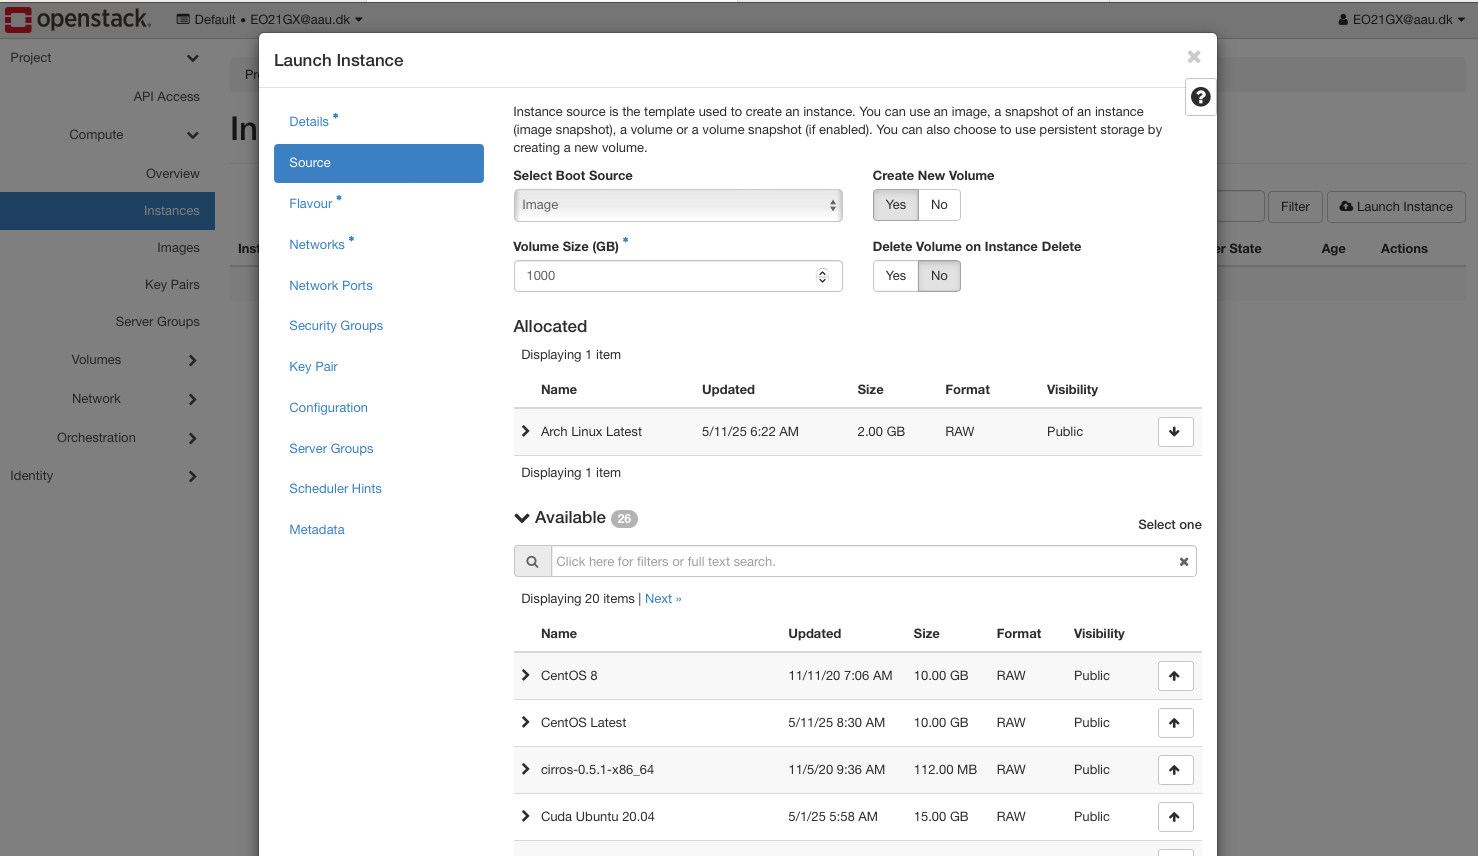 openstack.
Default • EO21GX@aau.dk
EO21GX@aau.dk
Project
API Access
Compute
Overview
Instances
Images
Key Pairs
Server Groups
Volumes
Network
Orchestration
Identity
Pr
In
Filter
Launch Instance
Inst
er State
Age
Actions
Launch Instance
Details *
Source
Flavour *
Networks *
Network Ports
Security Groups
Key Pair
Configuration
Server Groups
Scheduler Hints
Metadata
Instance source is the template used to create an instance. You can use an image, a snapshot of an instance
(image snapshot), a volume or a volume snapshot (if enabled). You can also choose to use persistent storage by
creating a new volume.
Select Boot Source
Image
Create New Volume
Yes No
Volume Size (GB) *
1000
Delete Volume on Instance Delete
Yes No
Allocated
Displaying 1 item
Name Updated Size Format Visibility
Arch Linux Latest 5/11/25 6:22 AM 2.00 GB RAW Public
Displaying 1 item
Available 26
Select one
Click here for filters or full text search.
Displaying 20 items | Next »
Name Updated Size Format Visibility
CentOS 8 11/11/20 7:06 AM 10.00 GB RAW Public
CentOS Latest 5/11/25 8:30 AM 10.00 GB RAW Public
cirros-0.5.1-x86_64 11/5/20 9:36 AM 112.00 MB RAW Public
Cuda Ubuntu 20.04 5/1/25 5:58 AM 15.00 GB RAW Public